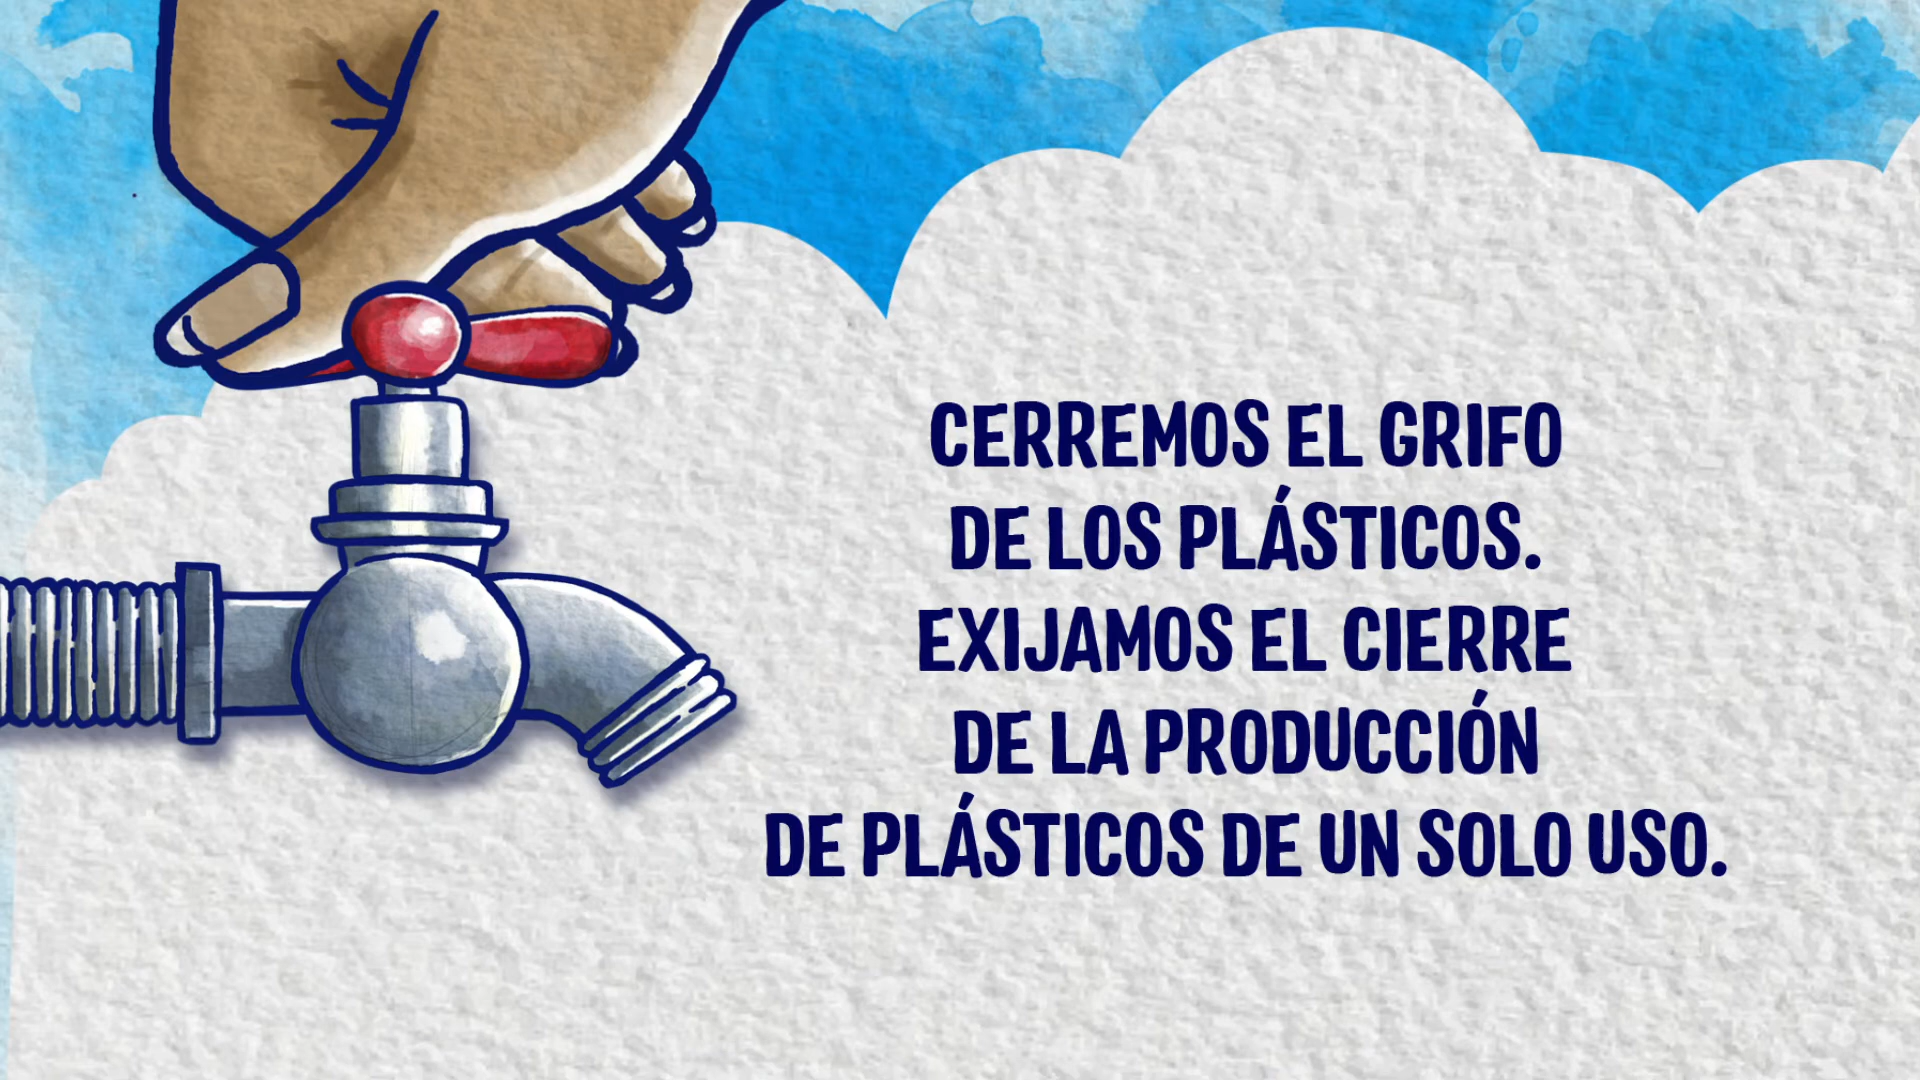 CERREMOS EL GRIFO
DE LOS PLÁSTICOS.
EXIJAMOS EL CIERRE
DE LA PRODUCCIÓN
DE PLÁSTICOS DE UN SOLO USO.